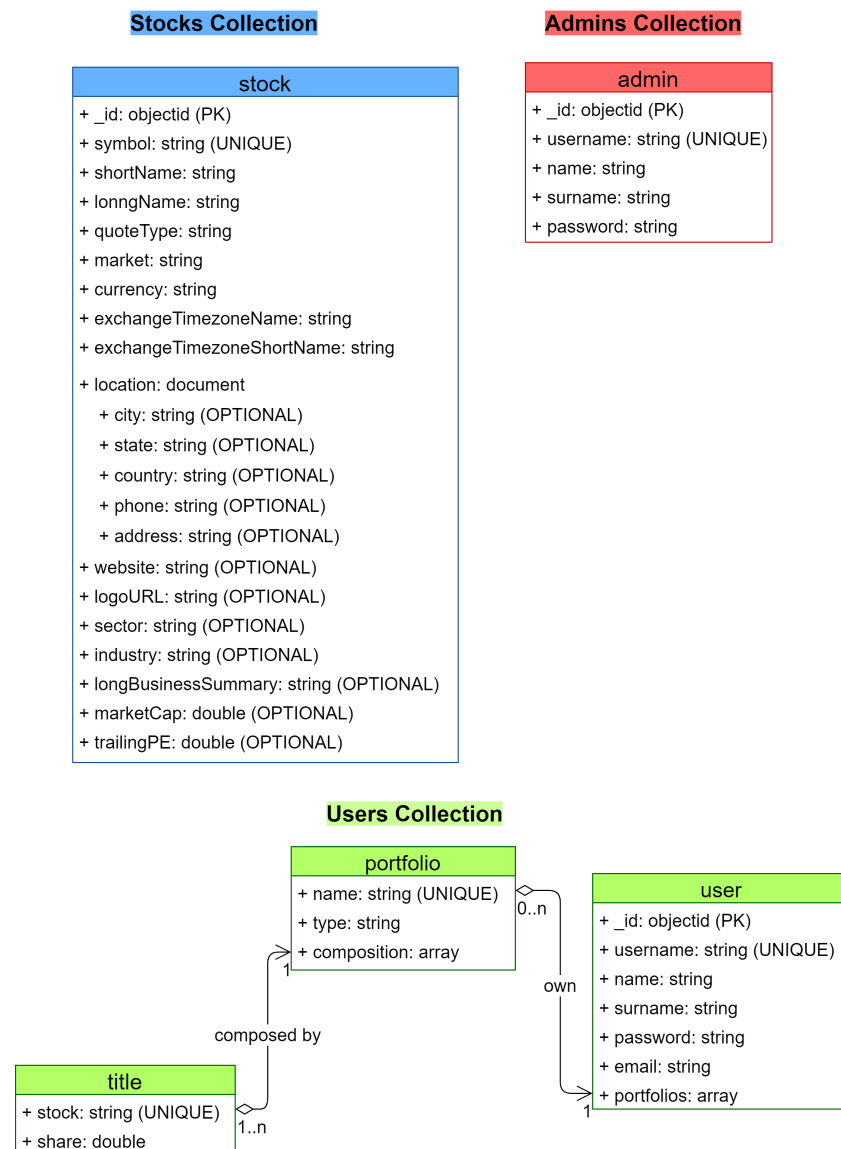 Stocks Collection
stock
+ _id: objectid (PK)
+ symbol: string (UNIQUE)
+ shortName: string
+ lonngName: string
+ quoteType: string
+ market: string
+ currency: string
+ exchangeTimezoneName: string
+ exchangeTimezoneShortName: string
+ location: document
+ city: string (OPTIONAL)
+ state: string (OPTIONAL)
+ country: string (OPTIONAL)
+ phone: string (OPTIONAL)
+ address: string (OPTIONAL)
+ website: string (OPTIONAL)
+ logoURL: string (OPTIONAL)
+ sector: string (OPTIONAL)
+ industry: string (OPTIONAL)
+ longBusinessSummary: string (OPTIONAL)
+ marketCap: double (OPTIONAL)
+ trailingPE: double (OPTIONAL)
Admins Collection
admin
+ _id: objectid (PK)
+ username: string (UNIQUE)
+ name: string
+ surname: string
+ password: string
Users Collection
portfolio
+ name: string (UNIQUE)
+ type: string
+ composition: array
0..n
own
1
user
+ _id: objectid (PK)
+ username: string (UNIQUE)
+ name: string
+ surname: string
+ password: string
+ email: string
+ portfolios: array
1
composed by
1..n
title
+ stock: string (UNIQUE)
+ share: double